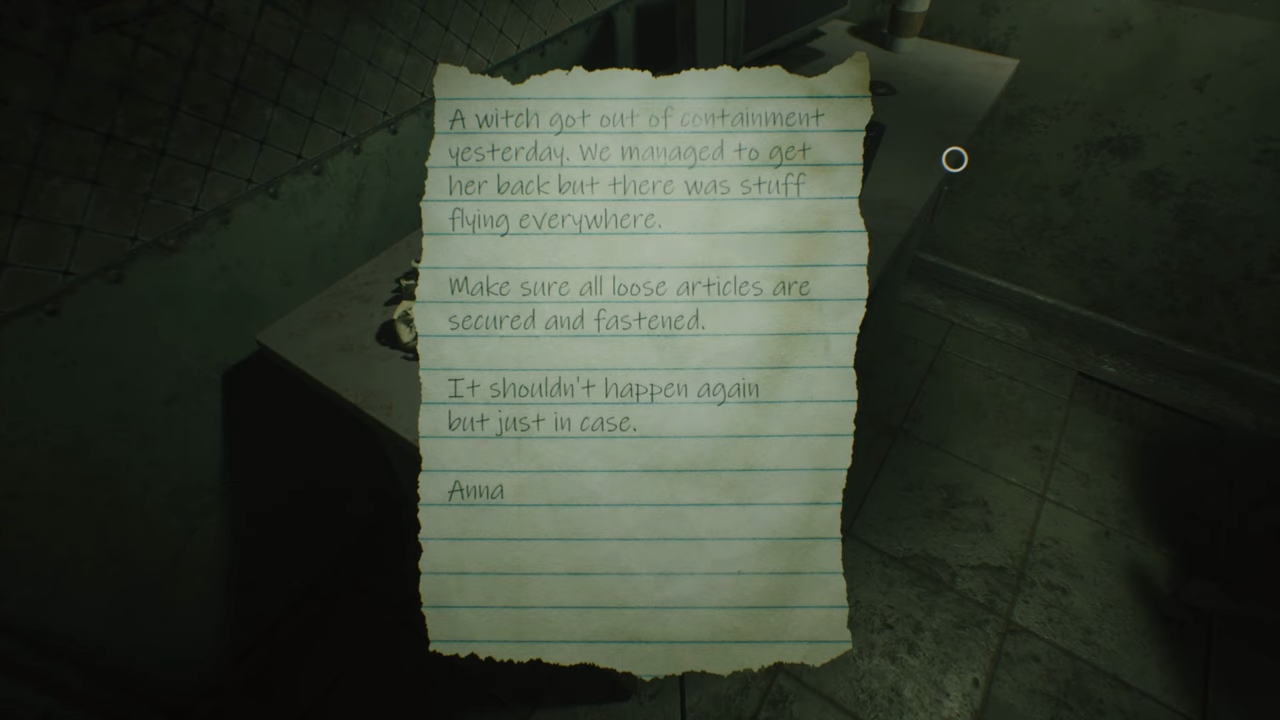 A witch got out of containment
yesterday. We managed to get
her back but there was stuff
flying everywhere.
Make sure all loose articles are
secured and fastened.
It shouldn't happen again
but just in case.
Anna